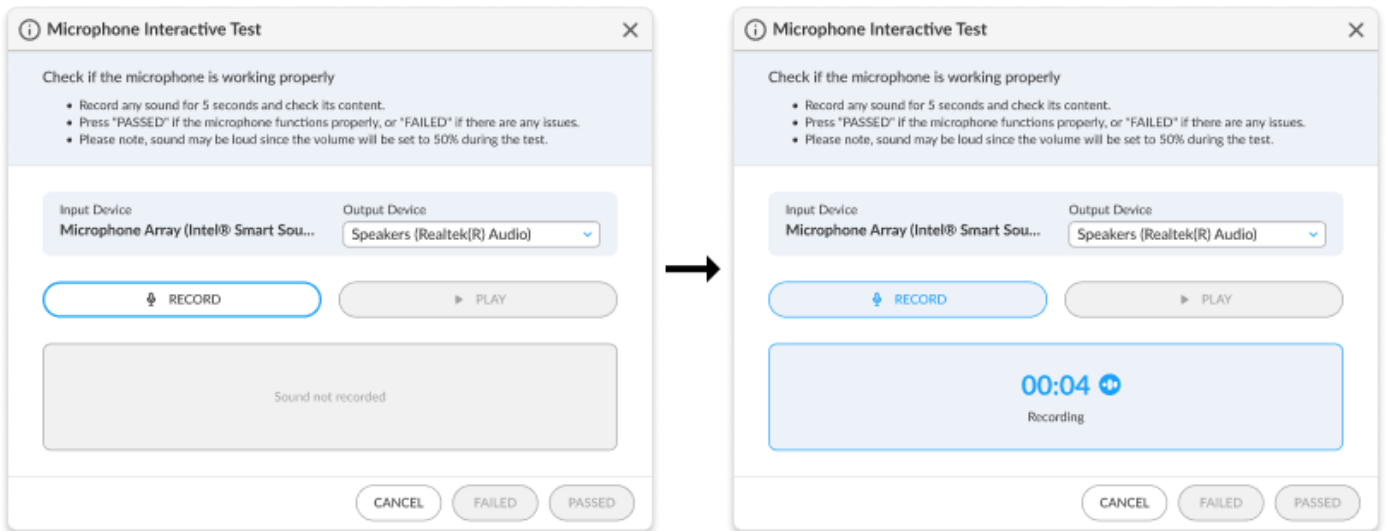 Microphone Interactive Test
Check if the microphone is working properly
• Record any sound for 5 seconds and check its content.
• Press "PASSED" if the microphone functions properly, or "FAILED" if there are any issues.
• Please note, sound may be loud since the volume will be set to 50% during the test.
Input Device
Microphone Array (Intel® Smart Sou...
Output Device
Speakers (Realtek(R) Audio)
RECORD
PLAY
Sound not recorded
CANCEL
FAILED
PASSED
Microphone Interactive Test
Check if the microphone is working properly
• Record any sound for 5 seconds and check its content.
• Press "PASSED" if the microphone functions properly, or "FAILED" if there are any issues.
• Please note, sound may be loud since the volume will be set to 50% during the test.
Input Device
Microphone Array (Intel® Smart Sou...
Output Device
Speakers (Realtek(R) Audio)
RECORD
PLAY
00:04
Recording
CANCEL
FAILED
PASSED